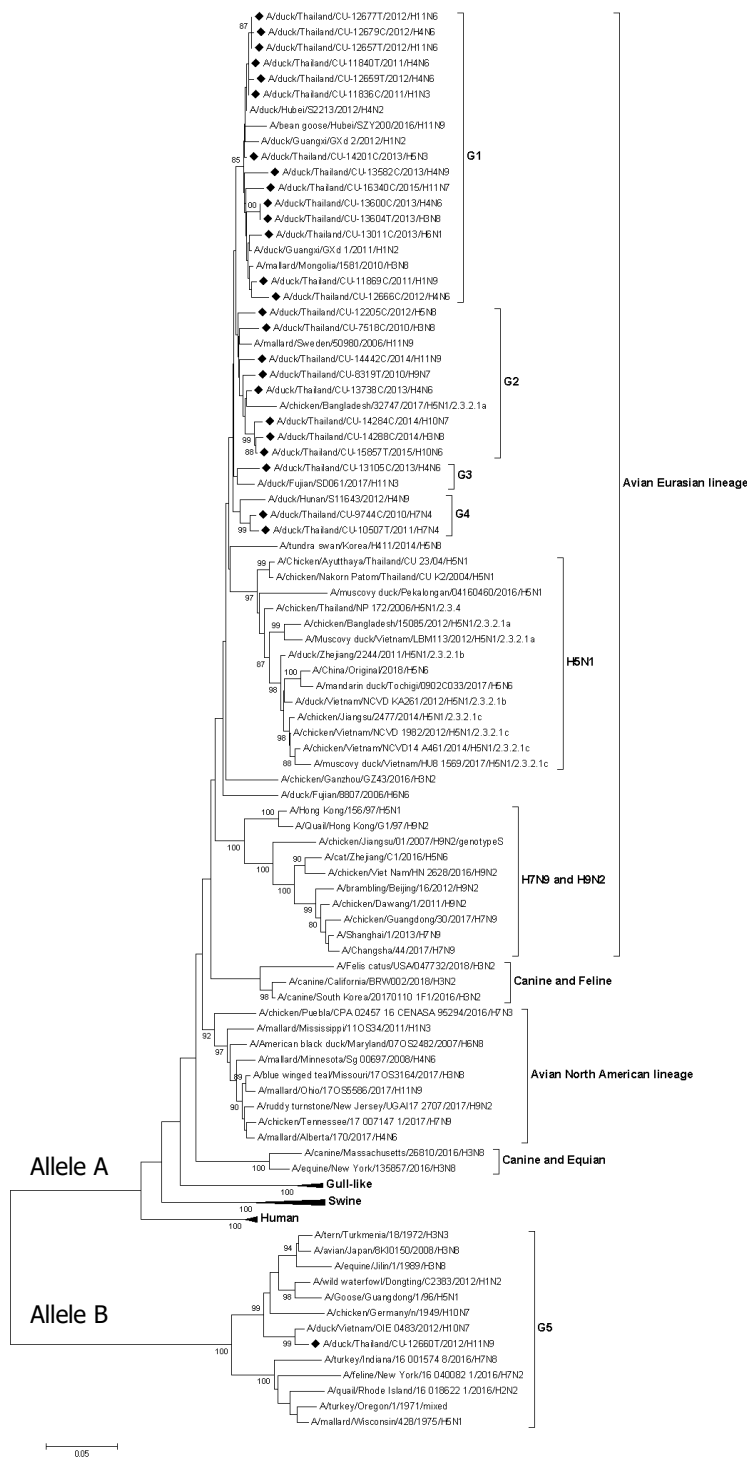 87
A/duck/Thailand/CU-12677T/2012/H11N6
A/duck/Thailand/CU-12679C/2012/H4N6
A/duck/Thailand/CU-12657T/2012/H11N6
A/duck/Thailand/CU-11840T/2011/H4N6
A/duck/Thailand/CU-12659T/2012/H4N6
A/duck/Thailand/CU-11836C/2011/H1N3
A/duck/Hubei/S2213/2012/H4N2
A/bean goose/Hubei/SZY200/2016/H11N9
A/duck/Guangxi/GXd 2/2012/H1N2
85
A/duck/Thailand/CU-14201C/2013/H5N3
G1
A/duck/Thailand/CU-13582C/2013/H4N9
A/duck/Thailand/CU-16340C/2015/H11N7
00
A/duck/Thailand/CU-13600C/2013/H4N6
A/duck/Thailand/CU-13604T/2013/H3N8
A/duck/Thailand/CU-13011C/2013/H6N1
A/duck/Guangxi/GXd 1/2011/H1N2
A/mallard/Mongolia/1581/2010/H3N8
A/duck/Thailand/CU-11869C/2011/H1N9
A/duck/Thailand/CU-12666C/2012/H4N6
A/duck/Thailand/CU-12205C/2012/H5N8
A/duck/Thailand/CU-7518C/2010/H3N8
A/mallard/Sweden/50980/2006/H11N9
A/duck/Thailand/CU-14442C/2014/H11N9
A/duck/Thailand/CU-8319T/2010/H9N7
G2
A/duck/Thailand/CU-13738C/2013/H4N6
A/chicken/Bangladesh/32747/2017/H5N1/2.3.2.1a
A/duck/Thailand/CU-14284C/2014/H10N7
99
A/duck/Thailand/CU-14288C/2014/H3N8
88
A/duck/Thailand/CU-15857T/2015/H10N6
A/duck/Thailand/CU-13105C/2013/H4N6
G3
A/duck/Fujian/SD061/2017/H11N3
Avian Eurasian lineage
A/duck/Hunan/S11643/2012/H4N9
A/duck/Thailand/CU-9744C/2010/H7N4
G4
99
A/duck/Thailand/CU-10507T/2011/H7N4
A/tundra swan/Korea/H411/2014/H5N8
99
A/Chicken/Ayutthaya/Thailand/CU 23/04/H5N1
A/chicken/Nakorn Patom/Thailand/CU K2/2004/H5N1
97
A/muscovy duck/Pekalongan/04160460/2016/H5N1
A/chicken/Thailand/NP 172/2006/H5N1/2.3.4
99
A/chicken/Bangladesh/15085/2012/H5N1/2.3.2.1a
A/Muscovy duck/Vietnam/LBM113/2012/H5N1/2.3.2.1a
87
A/duck/Zhejiang/2244/2011/H5N1/2.3.2.1b
H5N1
100
A/China/Original/2018/H5N6
98
A/mandarin duck/Tochigi/0902C033/2017/H5N6
A/duck/Vietnam/NCVD KA261/2012/H5N1/2.3.2.1b
A/chicken/Jiangsu/2477/2014/H5N1/2.3.2.1c
98
A/chicken/Vietnam/NCVD 1982/2012/H5N1/2.3.2.1c
A/chicken/Vietnam/NCVD14 A461/2014/H5N1/2.3.2.1c
88
A/muscovy duck/Vietnam/HU8 1569/2017/H5N1/2.3.2.1c
A/chicken/Ganzhou/GZ43/2016/H3N2
A/duck/Fujian/8807/2006/H6N6
100
A/Hong Kong/156/97/H5N1
A/Quail/Hong Kong/G1/97/H9N2
100
A/chicken/Jiangsu/01/2007/H9N2/genotypeS
90
A/cat/Zhejiang/C1/2016/H5N6
A/chicken/Viet Nam/HN 2628/2016/H9N2
H7N9 and H9N2
100
A/brambling/Beijing/16/2012/H9N2
99
A/chicken/Dawang/1/2011/H9N2
80
A/chicken/Guangdong/30/2017/H7N9
A/Shanghai/1/2013/H7N9
A/Changsha/44/2017/H7N9
A/Felis catus/USA/047732/2018/H3N2
A/canine/California/BRW002/2018/H3N2
Canine and Feline
98
A/canine/South Korea/20170110 1F1/2016/H3N2
A/chicken/Puebla/CPA 02457 16 CENASA 95294/2016/H7N3
92
A/mallard/Mississippi/11OS34/2011/H1N3
97
A/American black duck/Maryland/07OS2482/2007/H6N8
A/mallard/Minnesota/Sg 00697/2008/H4N6
89
A/blue winged teal/Missouri/17OS3164/2017/H3N8
Avian North American lineage
A/mallard/Ohio/17OS5586/2017/H11N9
90
A/ruddy turnstone/New Jersey/UGAI17 2707/2017/H9N2
A/chicken/Tennessee/17 007147 1/2017/H7N9
A/mallard/Alberta/170/2017/H4N6
A/canine/Massachusetts/26810/2016/H3N8
Canine and Equian
100
A/equine/New York/135857/2016/H3N8
Allele A
Gull-like
100
Swine
100
Human
100
A/tern/Turkmenia/18/1972/H3N3
94
A/avian/Japan/8KI0150/2008/H3N8
A/equine/Jilin/1/1989/H3N8
A/wild waterfowl/Dongting/C2383/2012/H1N2
98
A/Goose/Guangdong/1/96/H5N1
99
Allele B
A/chicken/Germany/n/1949/H10N7
G5
A/duck/Vietnam/OIE 0483/2012/H10N7
99
A/duck/Thailand/CU-12660T/2012/H11N9
100
A/turkey/Indiana/16 001574 8/2016/H7N8
100
A/feline/New York/16 040082 1/2016/H7N2
A/quail/Rhode Island/16 018622 1/2016/H2N2
A/turkey/Oregon/1/1971/mixed
A/mallard/Wisconsin/428/1975/H5N1
0.05